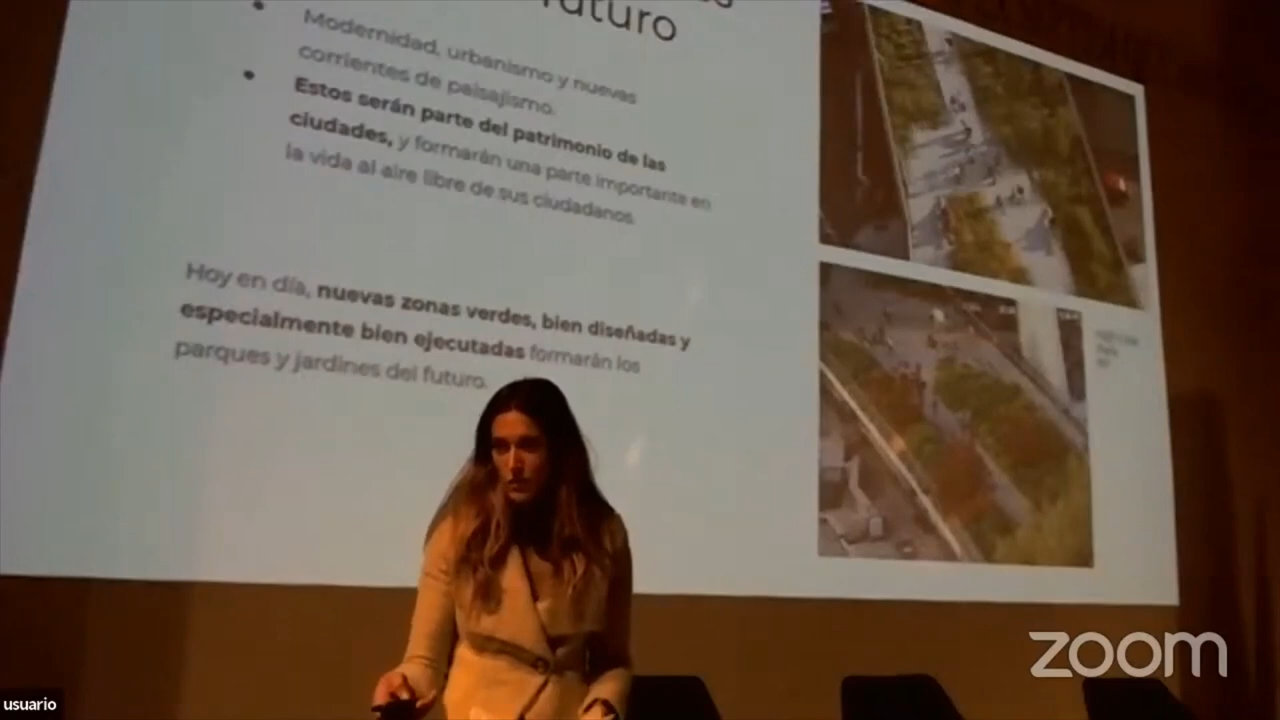 futuro
Modernidad, urbanismo y nuevas
corrientes de paisajismo.
Estos serán parte del patrimonio de las
ciudades, y formarán una parte importante en
la vida al aire libre de sus ciudadanos.
Hoy en día, nuevas zonas verdes, bien diseñadas y
especialmente bien ejecutadas formarán los
parques y jardines del futuro.
zoom
usuario